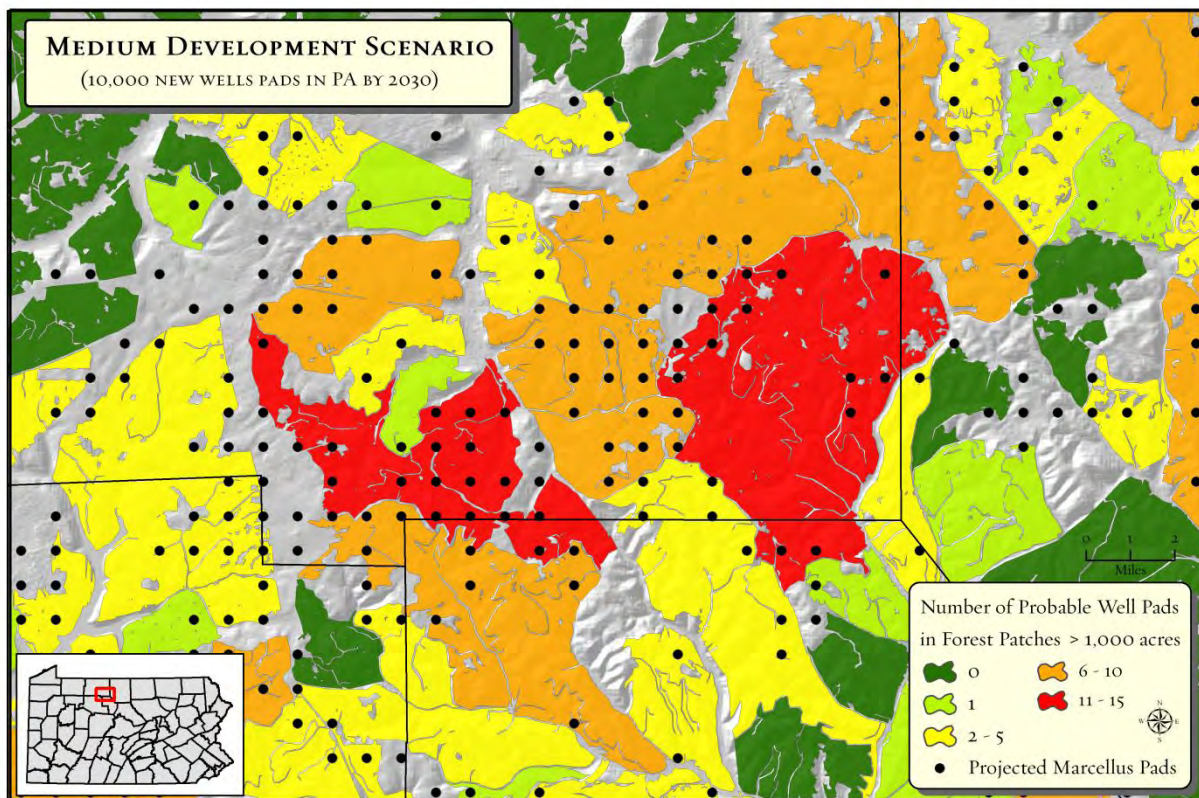 MEDIUM DEVELOPMENT SCENARIO
(10,000 NEW WELLS PADS IN PA BY 2030)
0 1 2
Miles
Number of Probable Well Pads
in Forest Patches > 1,000 acres
0
6 - 10
1
11 - 15
2 - 5
Projected Marcellus Pads
N
W E
S